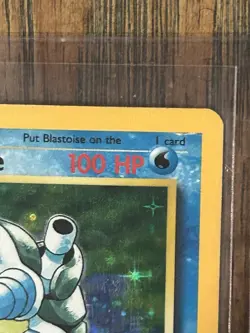 Put Blastoise on the 1 card
e 100 HP